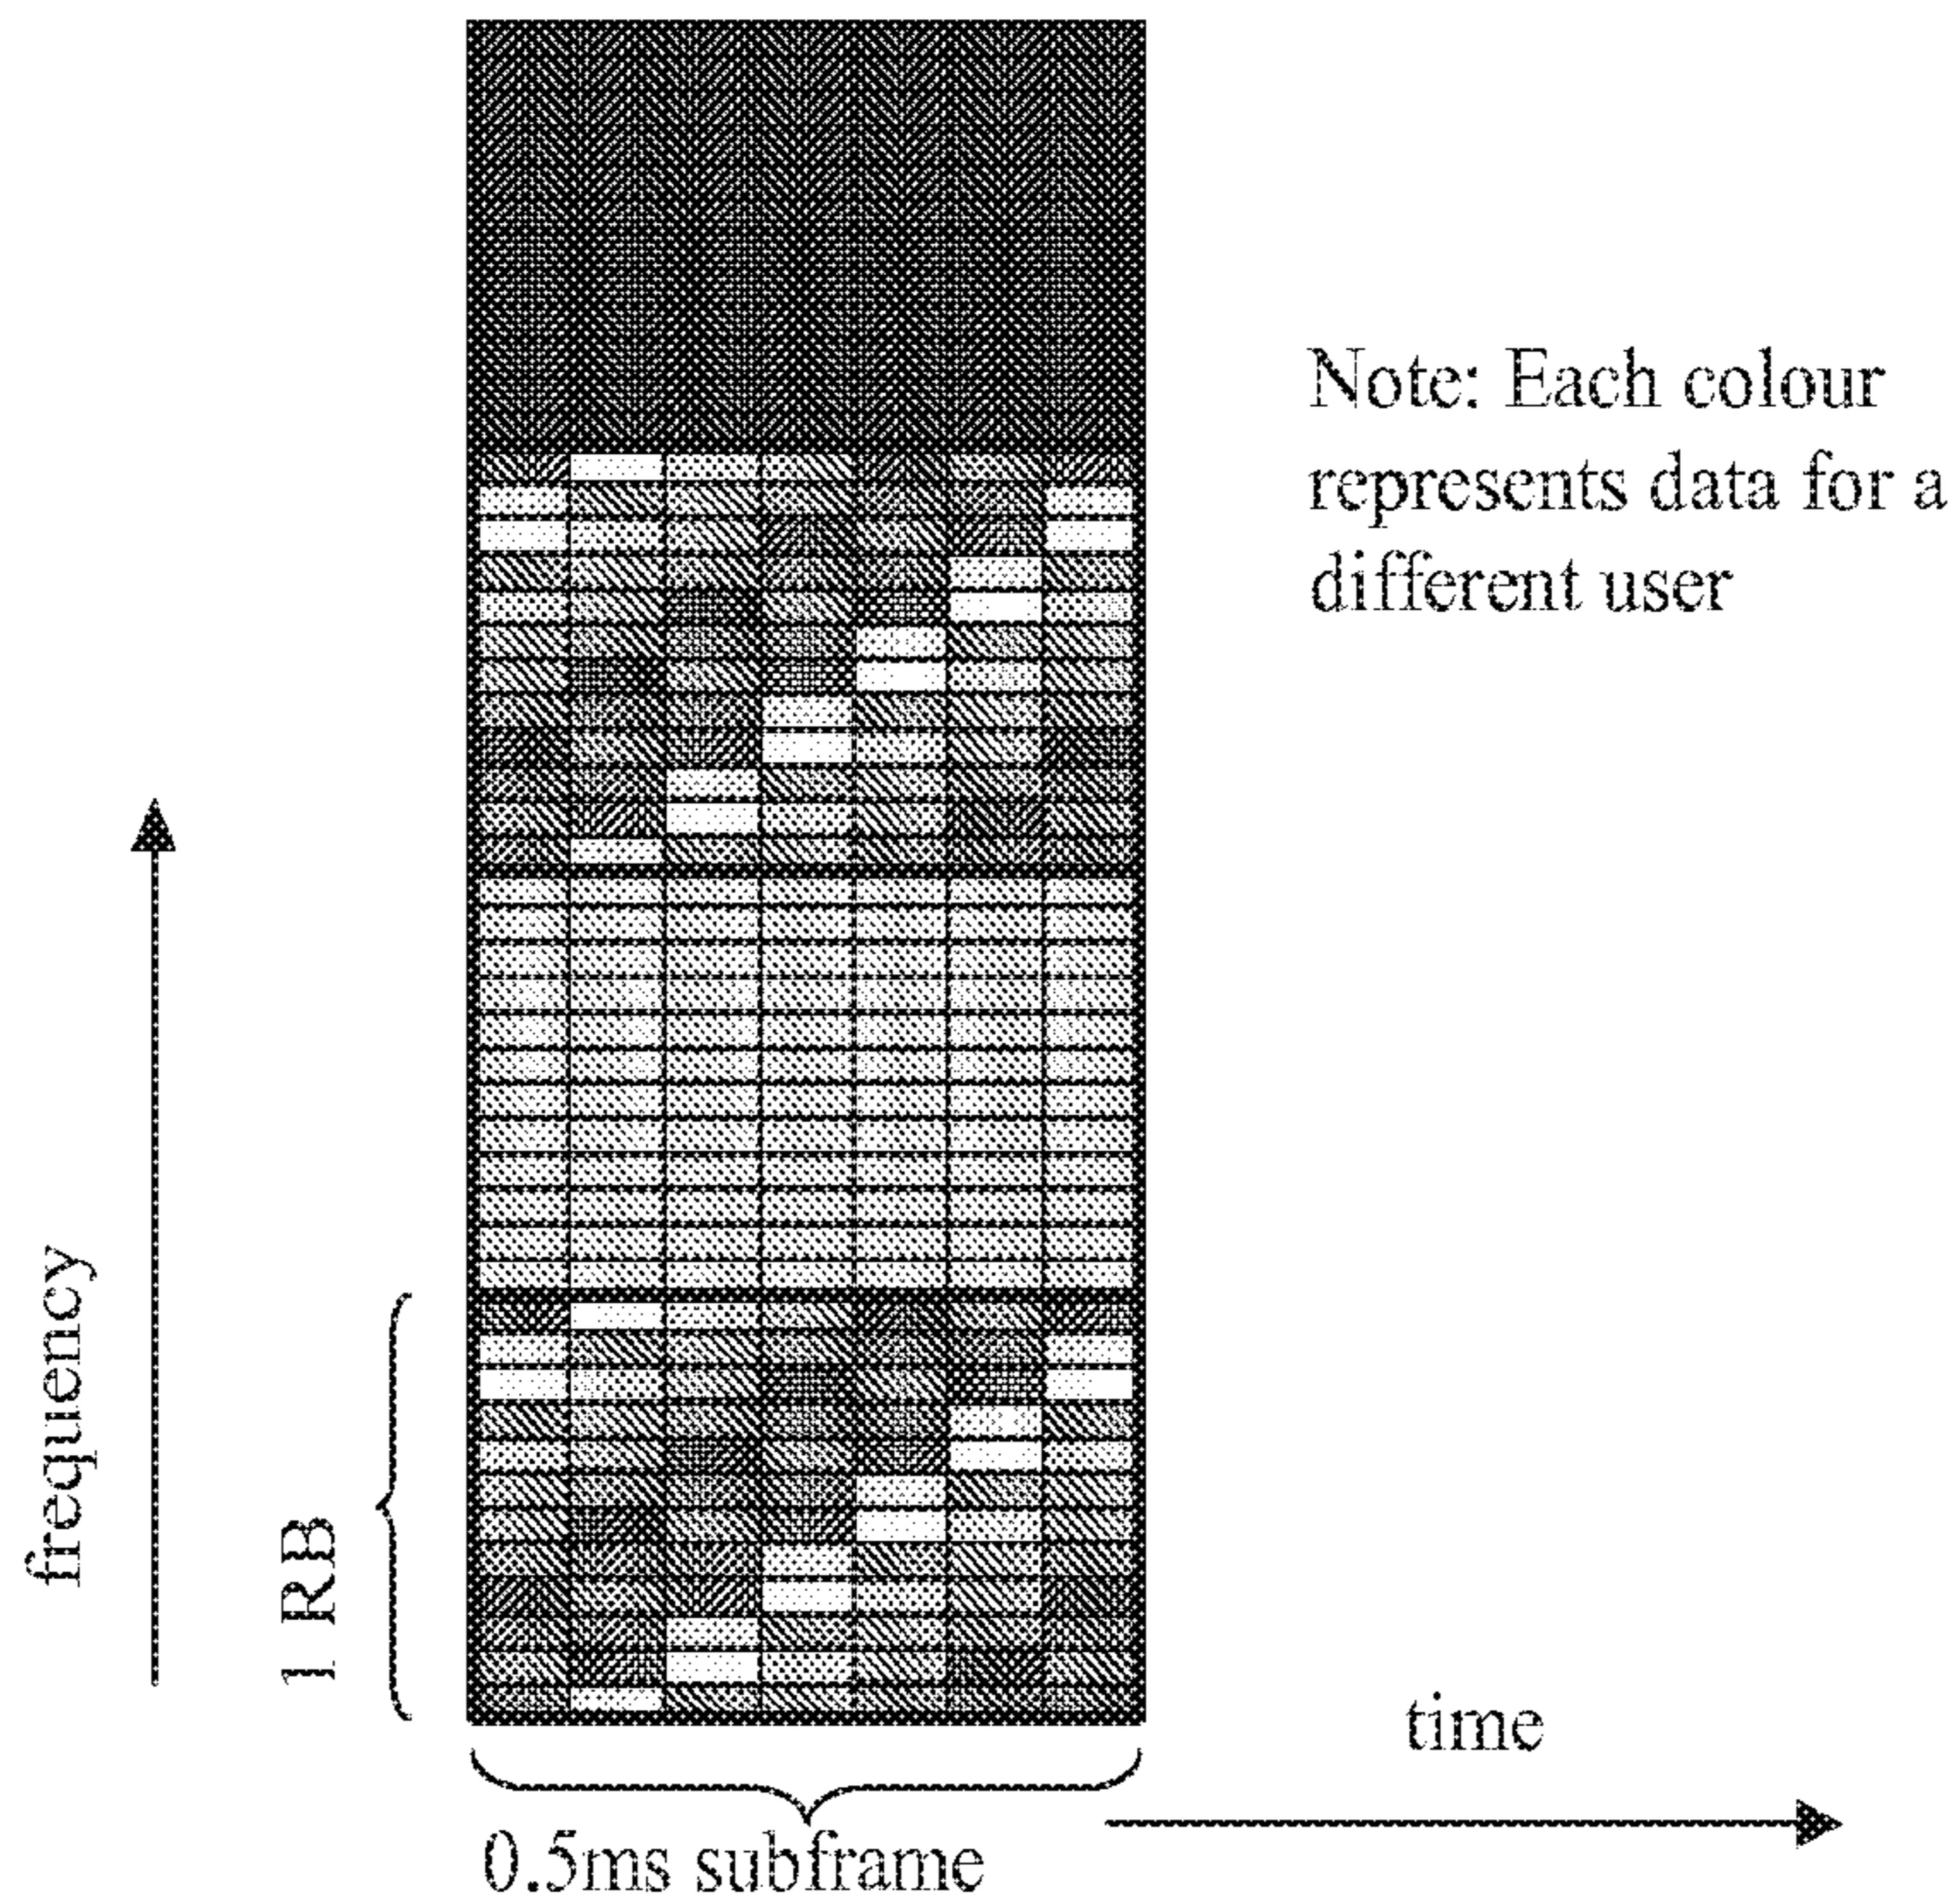 Note: Each colour
represents data for a
different user
frequency
1 RB
time
0.5ms subframe